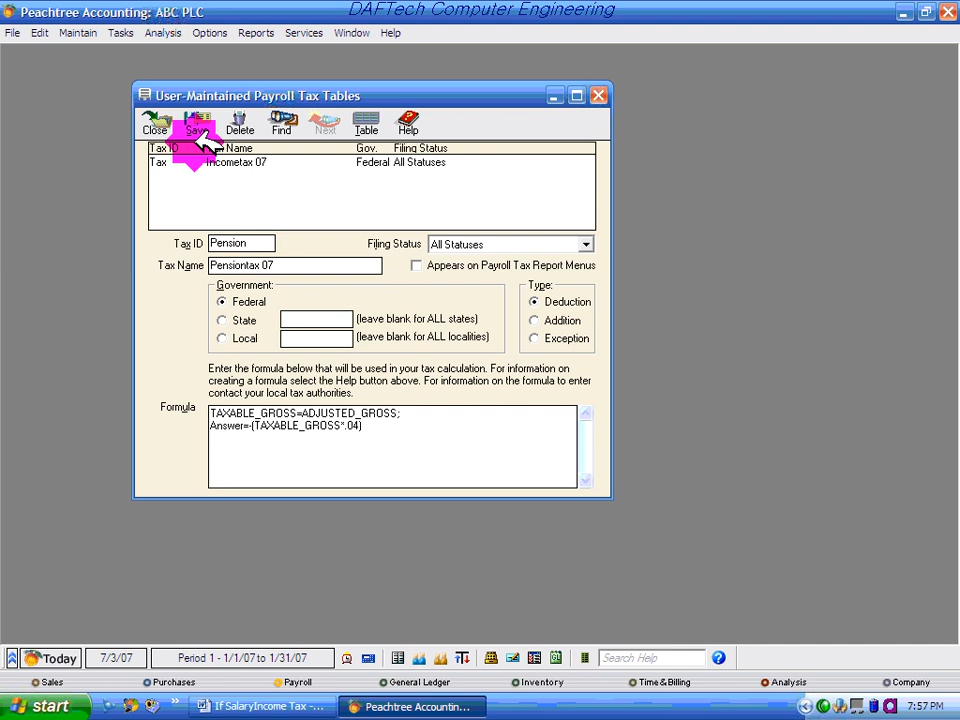 Peachtree Accounting: ABC PLC
DAFTech Computer Engineering
File Edit Maintain Tasks Analysis Options Reports Services Window Help
User-Maintained Payroll Tax Tables
Close Save Delete Find Next Table Help
Tax ID Name Gov. Filing Status
Tax Incometax 07 Federal All Statuses
Tax ID Pension Filing Status All Statuses
Tax Name Pensiontax 07 Appears on Payroll Tax Report Menus
Government: Type:
Federal Deduction
State (leave blank for ALL states) Addition
Local (leave blank for ALL localities) Exception
Enter the formula below that will be used in your tax calculation. For information on
creating a formula select the Help button above. For information on the formula to enter
contact your local tax authorities.
Formula
TAXABLE_GROSS=ADJUSTED_GROSS;
Answer=-(TAXABLE_GROSS*.04)
Today 7/3/07 Period 1 - 1/1/07 to 1/31/07 Search Help
Sales Purchases Payroll General Ledger Inventory Time & Billing Analysis Company
start If SalaryIncome Tax -... Peachtree Accountin... 7:57 PM